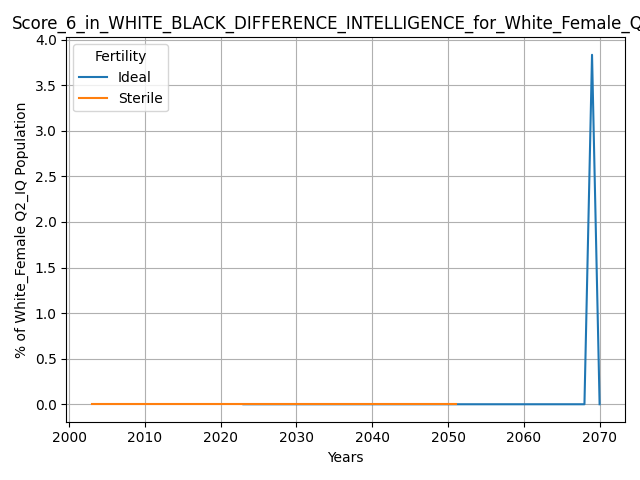 Score_6_in_WHITE_BLACK_DIFFERENCE_INTELLIGENCE_for_White_Female_Q
Fertility
Ideal
Sterile
% of White_Female Q2_IQ Population
4.0
3.5
3.0
2.5
2.0
1.5
1.0
0.5
0.0
2000 2010 2020 2030 2040 2050 2060 2070
Years